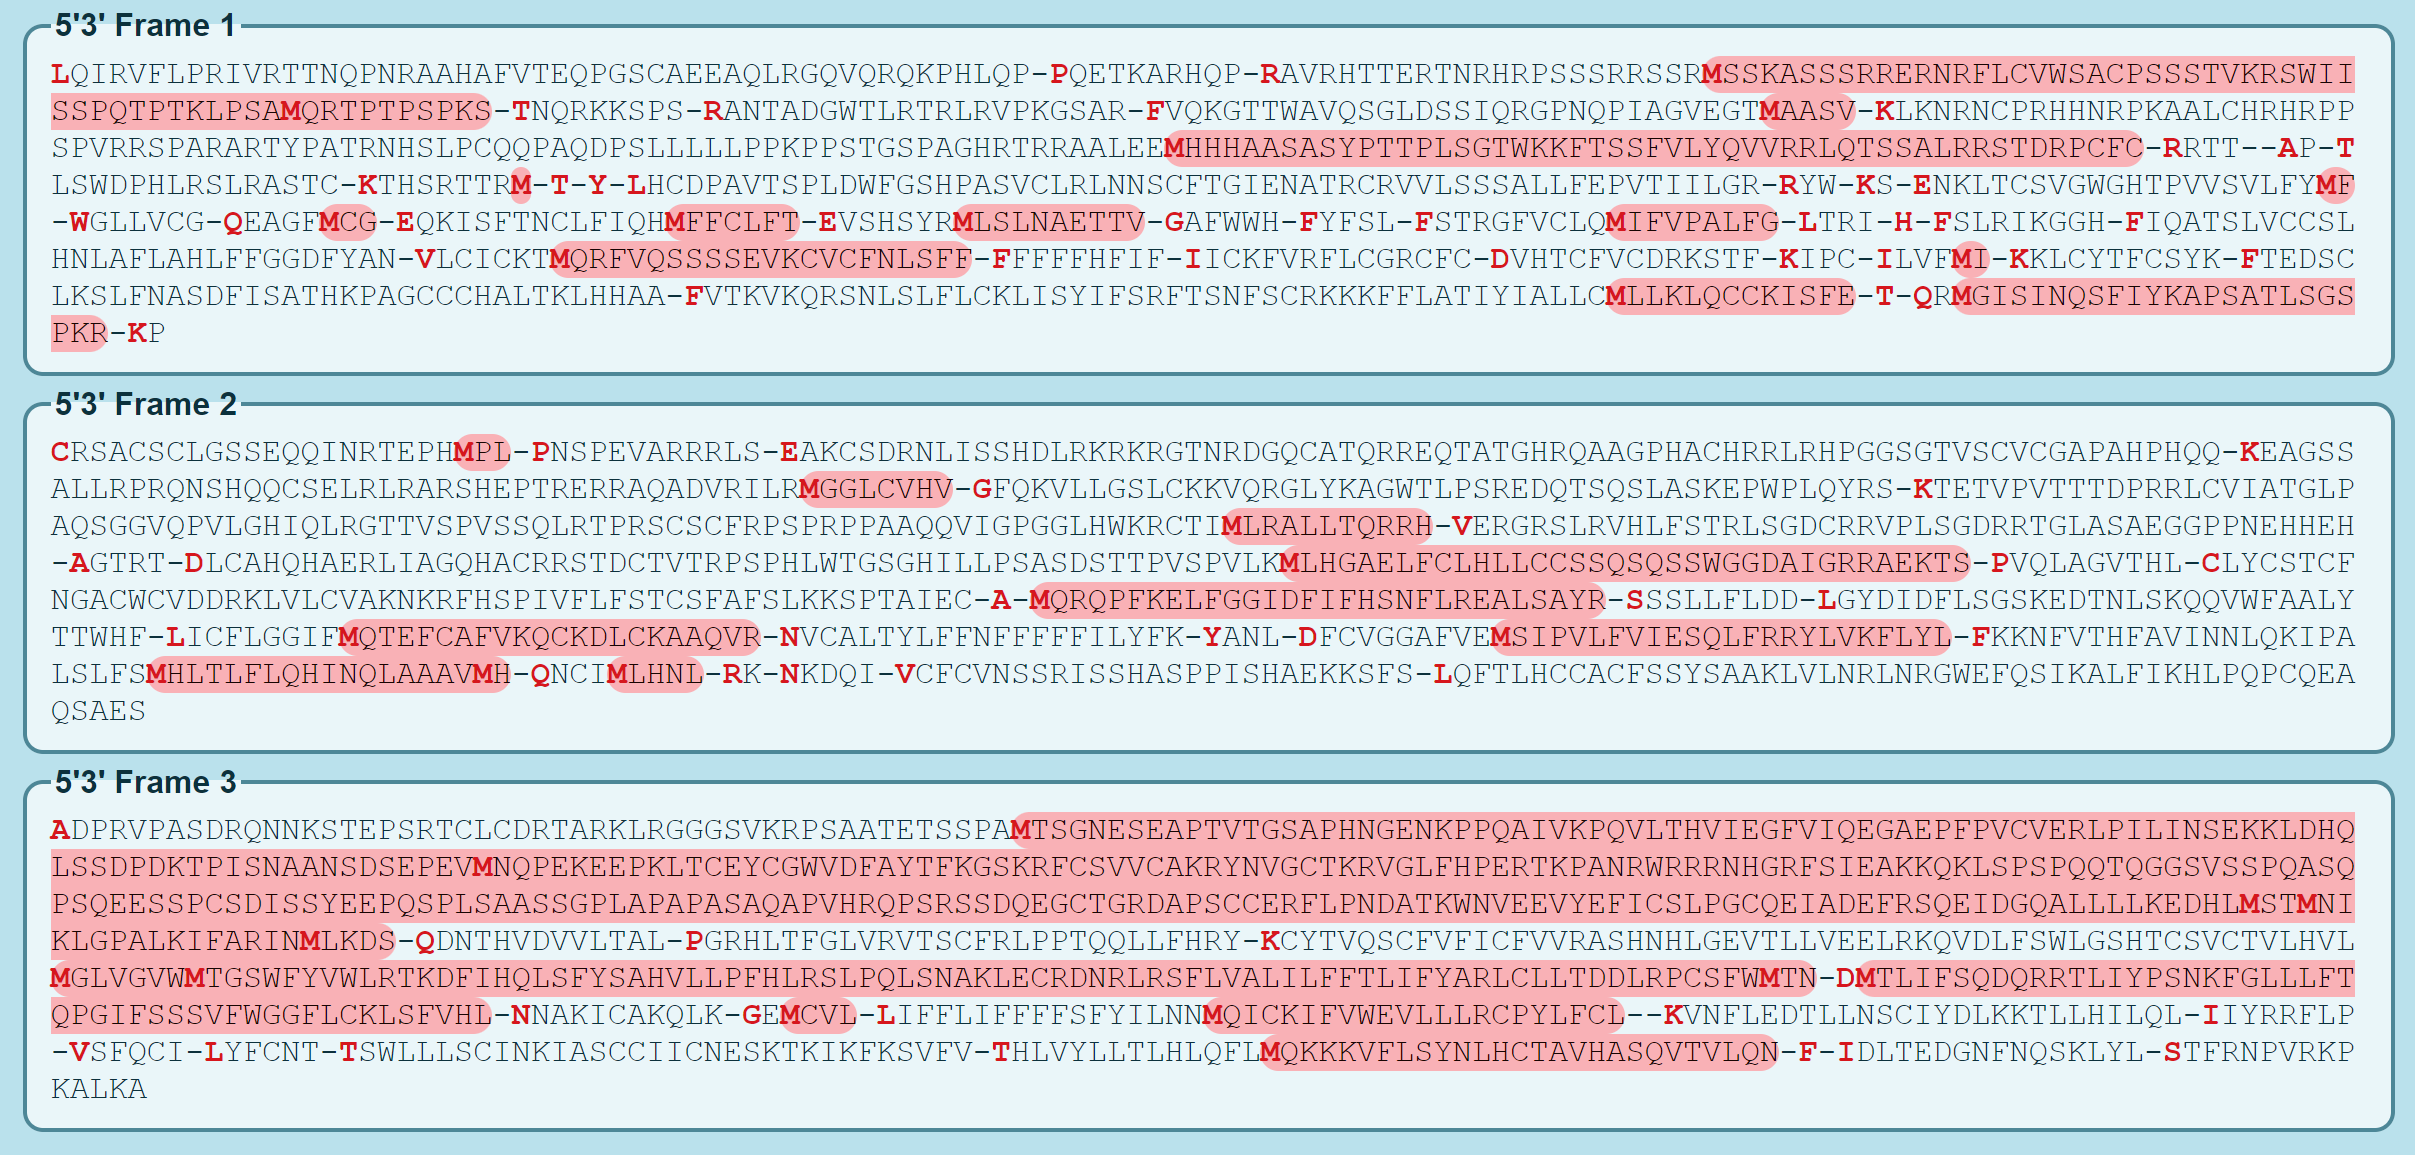 5'3' Frame 1
LQIRVFLPRIVRTTNQPNRAAHAFVTEQPGSCAEEAQLRGQVQRQKPHLQP-PQETKARHQP-RAVRHTTERTNRHRPSSSRRSSRMSSKASSSRRERNRFLCVWSACPSSSTVKRSWII
SSPQTPTKLPSAMQRTPTPSPKS-TNQRKKSPS-RANTADGWTLRTRLRVPKGSAR-FVQKGTTWAVQSGLDSSIQRGPNQPIAGVEGTMAASV-KLKNRNCPRHHNRPKAALCHRHRPP
SPVRRSPARARTYPATRNHSLPCQQPAQDPSLLLLLPPKPPSTGSPAGHRTRRAALEEMHHHAASASYPTTPLSGTWKKFTSSFVLYQVVRRLQTSSALRRSTDRPCFC-RRTT--AP-T
LSWDPHLRSLRASTC-KTHSRTTRM-T-Y-LHCDPAVTSPLDWFGSHPASVCLRLNNSCFTGIENATRCRVVLSSSALLFEPVTIILGR-RYW-KS-ENKLTCSVGWGHTPVVSVLFYMF
-WGLLVCG-QEAGFMCG-EQKISFTNCLFIQHMFFCLFT-EVSHSYRMLSLNAETTV-GAFWWH-FYFSL-FSTRGFVCLQMIFVPALFG-LTRI-H-FSLRIKGGH-FIQATSLVCCSL
HNLAFLAHLFFGGDFYAN-VLCICKTMQRFVQSSSSEVKCVCFNLSFF-FFFFFHFIF-IICKFVRFLCGRCFC-DVHTCFVCDRKSTF-KIPC-ILVFMI-KKLCYTFCSYK-FTEDSC
LKSLFNASDFISATHKPAGCCCHALTKLHHAA-FVTKVKQRSNLSLFLCKLISYIFSRFTSNFSCRKKKFFLATIYIALLCMLLKLQCCKISFE-T-QRMGISINQSFIYKAPSATLSGS
PKR-KP
5'3' Frame 2
CRSACSCLGSSEQQINRTEPHMPL-PNSPEVARRRLS-EAKCSDRNLISSHDLRKRKRGTNRDGQCATQRREQTATGHRQAAGPHACHRRLRHPGGSGTVSCVCGAPAHPHQQ-KEAGSS
ALLRPRQNSHQQCSELRLRARSHEPTRERRAQADVRILRMGGLCVHV-GFQKVLLGSLCKKVQRGLYKAGWTLPSREDQTSQSLASKEPWPLQYRS-KTETVPVTTTDPRRLCVIATGLP
AQSGGVQPVLGHIQLRGTTVSPVSSQLRTPRSCSCFRPSPRPPAAQQVIGPGGLHWKRCTIMLRALLTQRRH-VERGRSLRVHLFSTRLSGDCRRVPLSGDRRTGLASAEGGPPNEHHEH
-AGTRT-DLCAHQHAERLIAGQHACRRSTDCTVTRPSPHLWTGSGHILLPSASDSTTPVSPVLKMLHGAELFCLHLLCCSSQSQSSWGGDAIGRRAEKTS-PVQLAGVTHL-CLYCSTCF
NGACWCVDDRKLVLCVAKNKRFHSPIVFLFSTCSFAFSLKKSPTAIEC-A-MQRQPFKELFGGIDFIFHSNFLREALSAYR-SSSLLFLDD-LGYDIDFLSGSKEDTNLSKQQVWFAALY
TTWHF-LICFLGGIFMQTEFCAFVKQCKDLCKAAQVR-NVCALTYLFFNFFFFFILYFK-YANL-DFCVGGAFVEMSIPVLFVIESQLFRRYLVKFLYL-FKKNFVTHFAVINNLQKIPA
LSLFSMHLTLFLQHINQLAAAVMH-QNCIMLHNL-RK-NKDQI-VCFCVNSSRISSHASPPISHAEKKSFS-LQFTLHCCACFSSYSAAKLVLNRLNRGWEFQSIKALFIKHLPQPCQEA
QSAES
5'3' Frame 3
ADPRVPASDRQNNKSTEPSRTCLCDRTARKLRGGGSVKRPSAATETSSPAMTSGNESEAPTVTGSAPHNGENKPPQAIVKPQVLTHVIEGFVIQEGAEPFPVCVERLPILINSEKKLDHQ
LSSDPDKTPISNAANSDSEPEVMNQPEKEEPKLTCEYCGWVDFAYTFKGSKRFCSVVCAKRYNVGCTKRVGLFHPERTKPANRWRRRNHGRFSIEAKKQKLSPSPQQTQGGSVSSPQASQ
PSQEESSPCSDISSYEEPQSPLSAASSGPLAPAPASAQAPVHRQPSRSSDQEGCTGRDAPSCCERFLPNDATKWNVEEVYEFICSLPGCQEIADEFRSQEIDGQALLLLKEDHLMSTMNI
KLGPALKIFARINMLKDS-QDNTHVDVVLTAL-PGRHLTFGLVRVTSCFRLPPTQQLLFHRY-KCYTVQSCFVFICFVVRASHNHLGEVTLLVEELRKQVDLFSWLGSHTCSVCTVLHVL
MGLVGVWMTGSWFYVWLRTKDFIHQLSFYSAHVLLPFHLRSLPQLSNAKLECRDNRLRSFLVALILFFTLIFYARLCLLTDDLRPCSFWMTN-DMTLIFSQDQRRTLIYPSNKFGLLLFT
QPGIFSSSVFWGGFLCKLSFVHL-NNAKICAKQLK-GEMCVL-LIFFLIFFFFSFYILNNMQICKIFVWEVLLLRCPYLFCL--KVNFLEDTLLNSCIYDLKKTLLHILQL-IIYRRFLP
-VSFQCI-LYFCNT-TSWLLLSCINKIASCCIICNESKTKIKFKSVFV-THLVYLLTLHLQFLMQKKKVFLSYNLHCTAVHASQVTVLQN-F-IDLTEDGNFNQSKLYL-STFRNPVRKP
KALKA